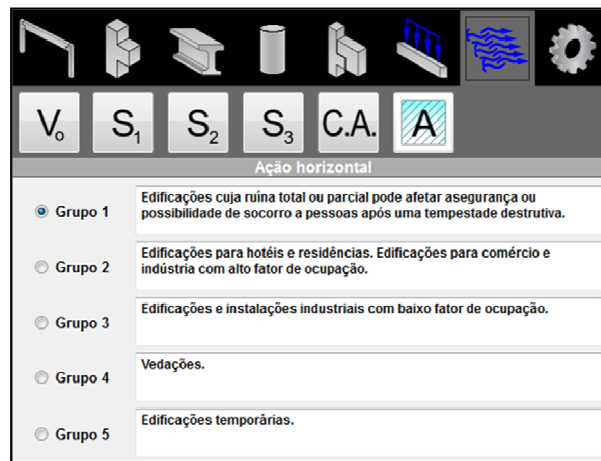 V₀ S₁ S₂ S₃ C.A. A
Ação horizontal
Grupo 1
Edificações cuja ruína total ou parcial pode afetar asegurança ou
possibilidade de socorro a pessoas após uma tempestade destrutiva.
Grupo 2
Edificações para hotéis e residências. Edificações para comércio e
indústria com alto fator de ocupação.
Grupo 3
Edificações e instalações industriais com baixo fator de ocupação.
Grupo 4
Vedações.
Grupo 5
Edificações temporárias.